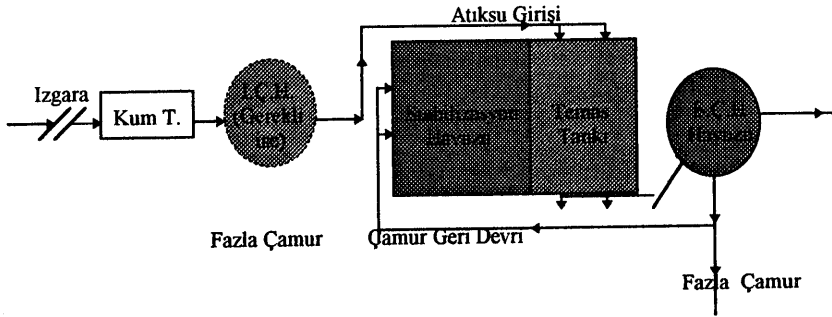 Atıksu Girişi
Izgara
Kum T.
İ.Ç.H.
(Gerekli
ise)
Stabilizasyon
Havuzu
Temas
Tankı
S.Ç.H.
Havuzu
Fazla Çamur
Çamur Geri Devri
Fazla Çamur